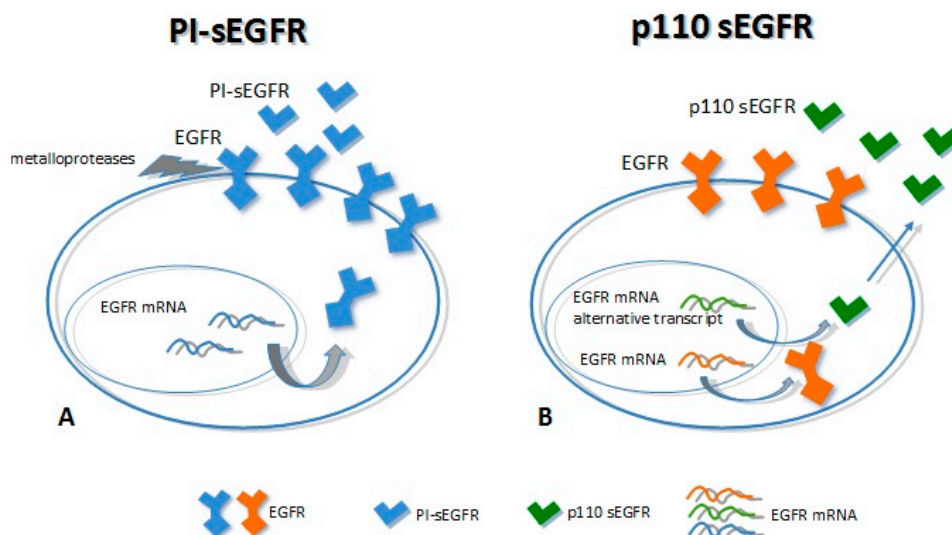 PI-sEGFR
p110 sEGFR
PI-sEGFR
EGFR
metalloproteases
EGFR mRNA
A
p110 sEGFR
EGFR
EGFR mRNA
alternative transcript
EGFR mRNA
B
EGFR
PI-sEGFR
p110 sEGFR
EGFR mRNA